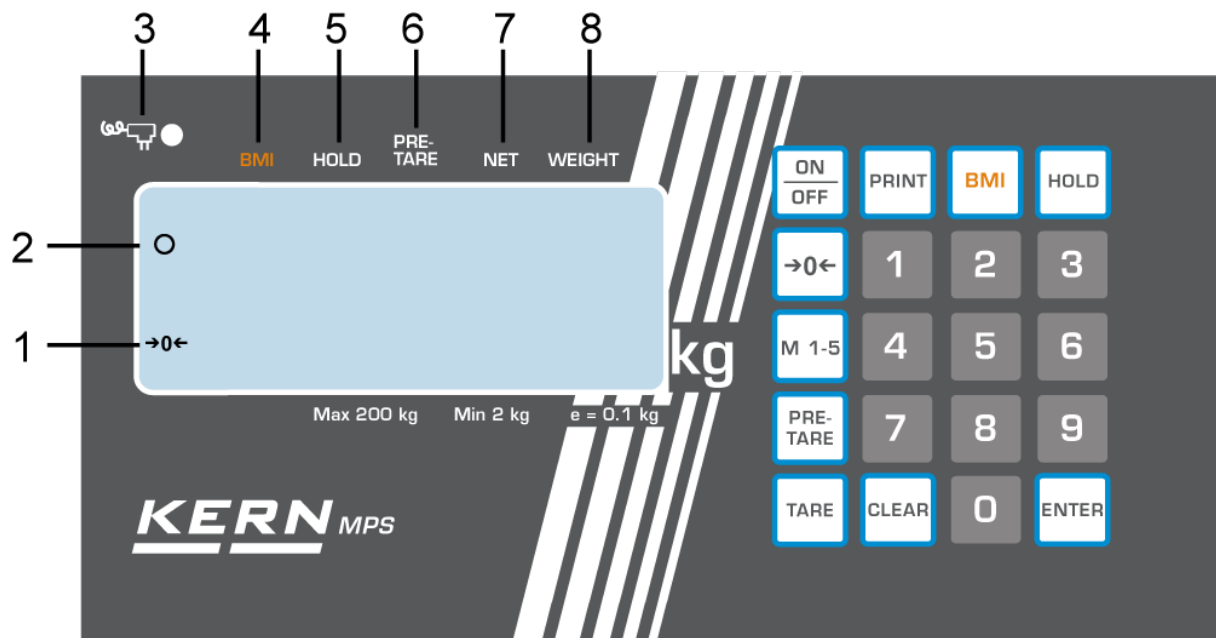 3 4 5 6 7 8
BMI HOLD PRE-
TARE NET WEIGHT
2
1 →0←
kg
Max 200 kg Min 2 kg e = 0.1 kg
KERN MPS
ON
OFF
PRINT
BMI
HOLD
→0←
1
2
3
M 1-5
4
5
6
PRE-
TARE
7
8
9
TARE
CLEAR
0
ENTER